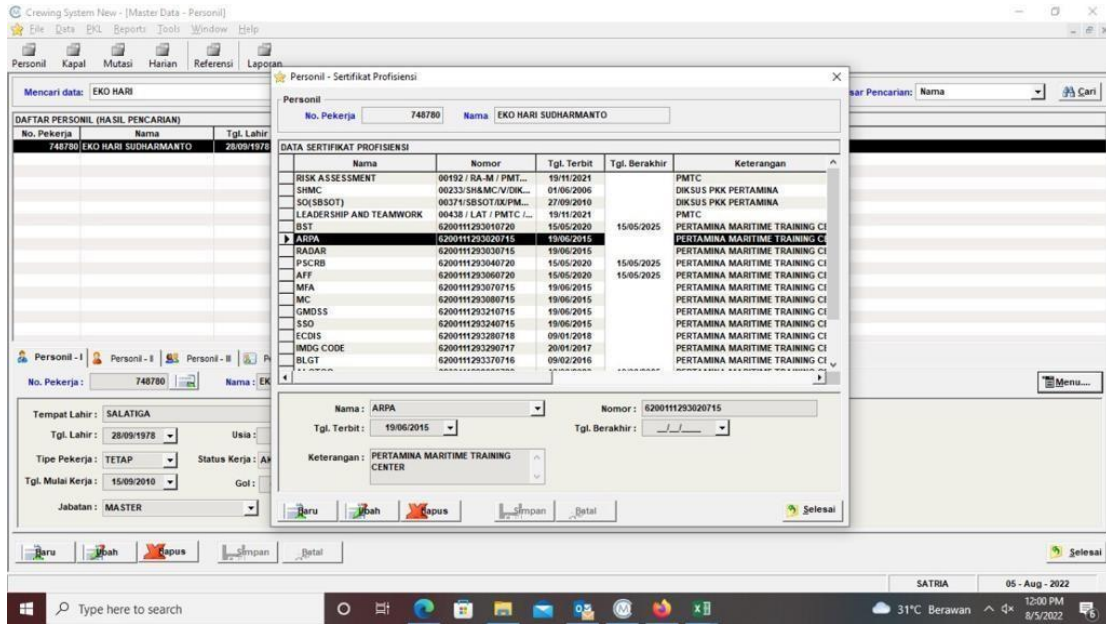 Crewing System New - [Master Data - Personil]
File Data PKL Reports Tools Window Help
Personil Kapal Mutasi Harian Referensi Laporan
Mencari data: EKO HARI
sar Pencarian: Nama Cari
DAFTAR PERSONIL (HASIL PENCARIAN)
No. Pekerja Nama Tgl. Lahir
748780 EKO HARI SUDHARMANTO 28/09/1978
Personil - Sertifikat Profisiensi
Personil
No. Pekerja 748780 Nama EKO HARI SUDHARMANTO
DATA SERTIFIKAT PROFISIENSI
Nama Nomor Tgl. Terbit Tgl. Berakhir Keterangan
RISK ASSESSMENT 00192 / RA-M / PMT... 19/11/2021 PMTC
SHMC 00233/SH&MC/V/DIK... 01/06/2006 DIKSUS PKK PERTAMINA
SO(SBSOT) 00371/SBSOT/IX/PM... 27/09/2010 DIKSUS PKK PERTAMINA
LEADERSHIP AND TEAMWORK 00438 / LAT / PMTC /... 19/11/2021 PMTC
BST 6200111293010720 15/05/2020 15/05/2025 PERTAMINA MARITIME TRAINING CE
ARPA 6200111293020715 19/06/2015 PERTAMINA MARITIME TRAINING CE
RADAR 6200111293030715 19/06/2015 PERTAMINA MARITIME TRAINING CE
PSCRB 6200111293040720 15/05/2020 15/05/2025 PERTAMINA MARITIME TRAINING CE
AFF 6200111293060720 15/05/2020 15/05/2025 PERTAMINA MARITIME TRAINING CE
MFA 6200111293070715 19/06/2015 PERTAMINA MARITIME TRAINING CE
MC 6200111293080715 19/06/2015 PERTAMINA MARITIME TRAINING CE
GMDSS 6200111293210715 19/06/2015 PERTAMINA MARITIME TRAINING CE
SSO 6200111293240715 19/06/2015 PERTAMINA MARITIME TRAINING CE
ECDIS 6200111293280718 09/01/2018 PERTAMINA MARITIME TRAINING CE
IMDG CODE 6200111293290717 20/01/2017 PERTAMINA MARITIME TRAINING CE
BLGT 6200111293370716 09/02/2016 PERTAMINA MARITIME TRAINING CE
Nama : ARPA Nomor : 6200111293020715
Tgl. Terbit : 19/06/2015 Tgl. Berakhir : __/__/____
Keterangan : PERTAMINA MARITIME TRAINING
CENTER
Baru Ubah Hapus Simpan Batal Selesai
Personil - I Personil - II Personil - III
No. Pekerja : 748780 Nama : EK
Menu....
Tempat Lahir : SALATIGA
Tgl. Lahir : 28/09/1978 Usia :
Tipe Pekerja : TETAP Status Kerja : AK
Tgl. Mulai Kerja : 15/09/2010 Gol :
Jabatan : MASTER
Baru Ubah Hapus Simpan Batal Selesai
SATRIA 05 - Aug - 2022
Type here to search
31°C Berawan 12:00 PM
8/5/2022